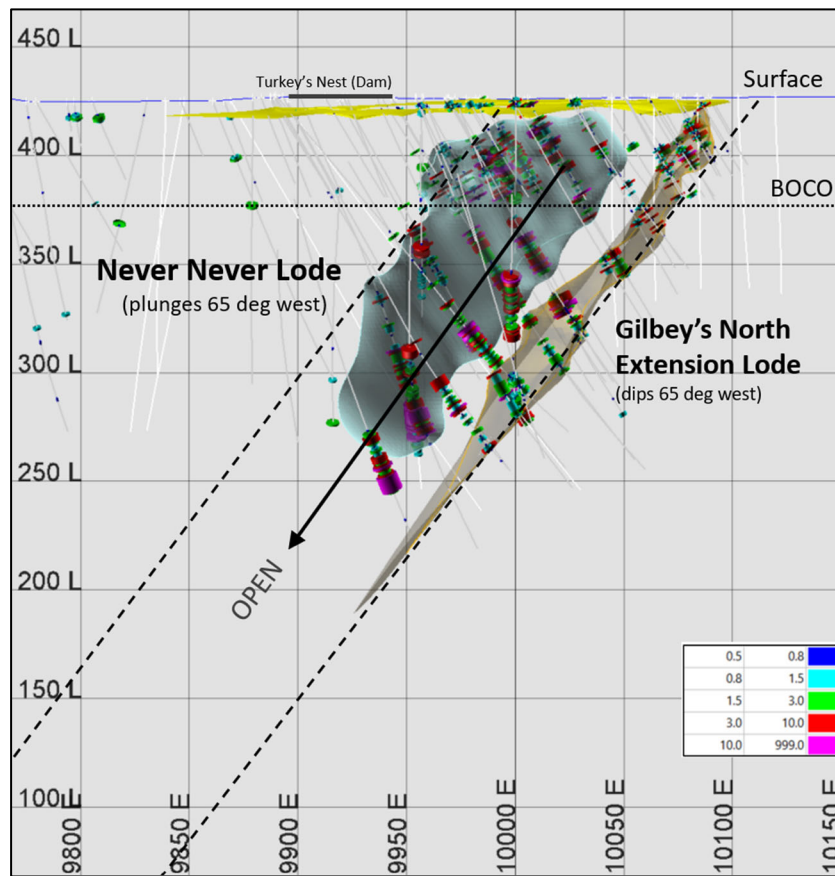 450 L
Turkey's Nest (Dam)
Surface
400 L
BOCO
350 L
Never Never Lode
(plunges 65 deg west)
Gilbey's North
Extension Lode
(dips 65 deg west)
300 L
250 L
OPEN
200 L
0.5 0.8
0.8 1.5
1.5 3.0
3.0 10.0
10.0 999.0
150 L
100 L
9800 E
9850 E
9900 E
9950 E
10000 E
10050 E
10100 E
10150